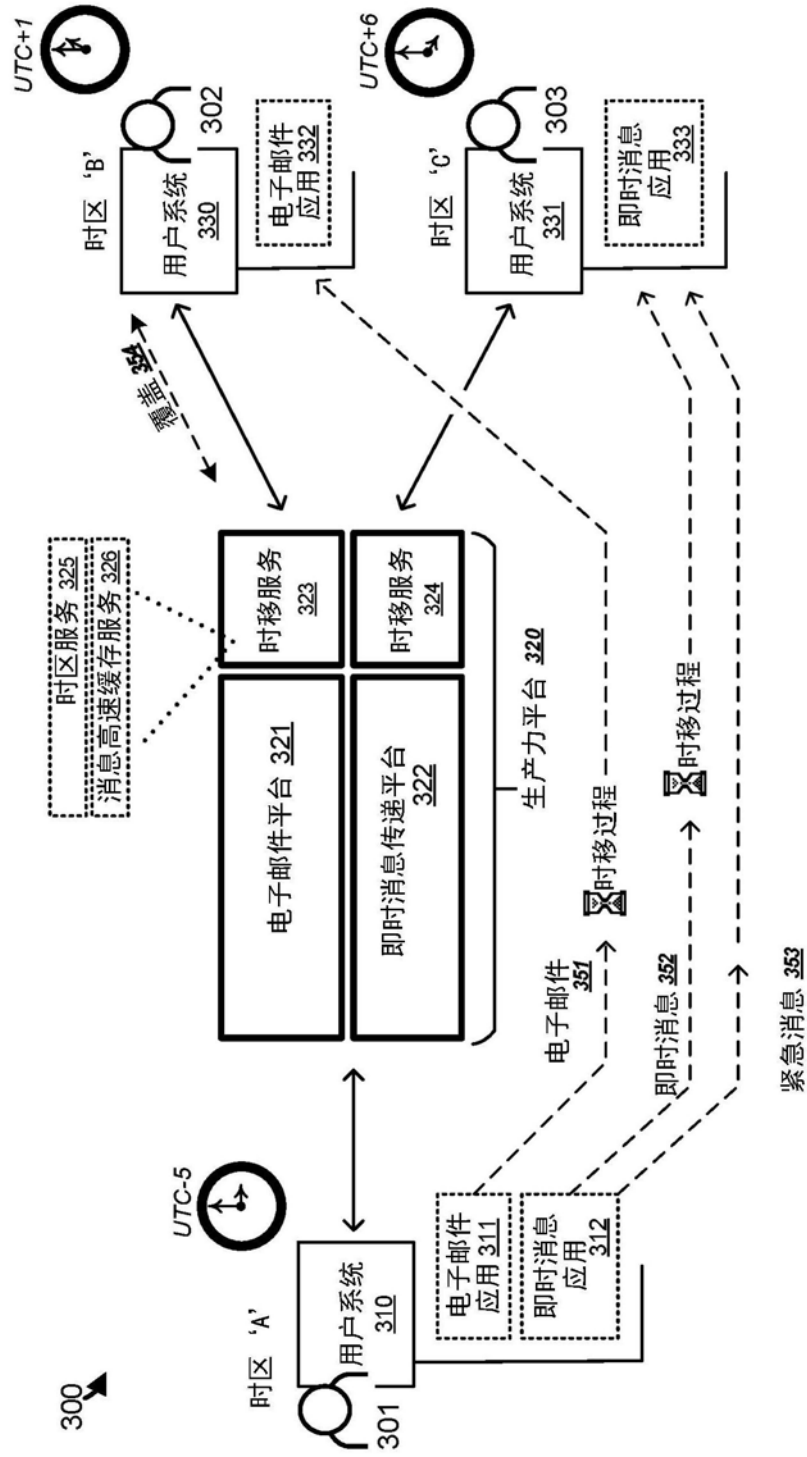 300
时区 'A'
UTC-5
301
用户系统
310
电子邮件
应用 311
即时消息
应用
312
时区服务 325
消息高速缓存服务 326
电子邮件平台 321
时移服务
323
即时消息传递平台
322
时移服务
324
生产力平台 320
覆盖 354
时区 'B'
UTC+1
302
用户系统
330
电子邮件
应用 332
时区 'C'
UTC+6
303
用户系统
331
即时消息
应用
333
电子邮件
351
时移过程
即时消息 352
时移过程
紧急消息 353